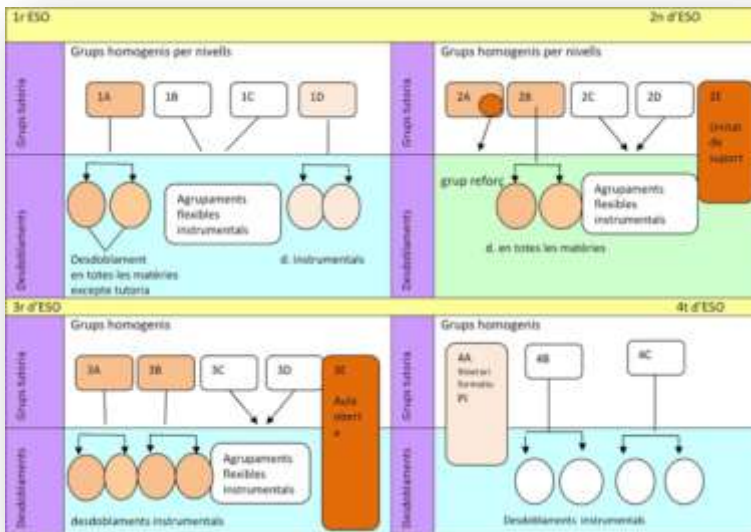 1r ESO
2n d'ESO
Grups tutoria
Grups homogenis per nivells
1A
1B
1C
1D
Desdoblaments
Agrupaments
flexibles
instrumentals
Desdoblament
en totes les matèries
excepte tutoria
d. instrumentals
Grups tutoria
Grups homogenis per nivells
2A
2B
2C
2D
2E
Unitat
de
suport
Desdoblaments
grup reforç
Agrupaments
flexibles
instrumentals
d. en totes les matèries
3r d'ESO
4t d'ESO
Grups tutoria
Grups homogenis
3A
3B
3C
3D
3E
Aula
obert
a
Desdoblaments
Agrupaments
flexibles
instrumentals
desdoblaments instrumentals
Grups tutoria
Grups homogenis
4A
Itinerari
formatiu
4B
4C
Desdoblaments
Desdoblaments instrumentals